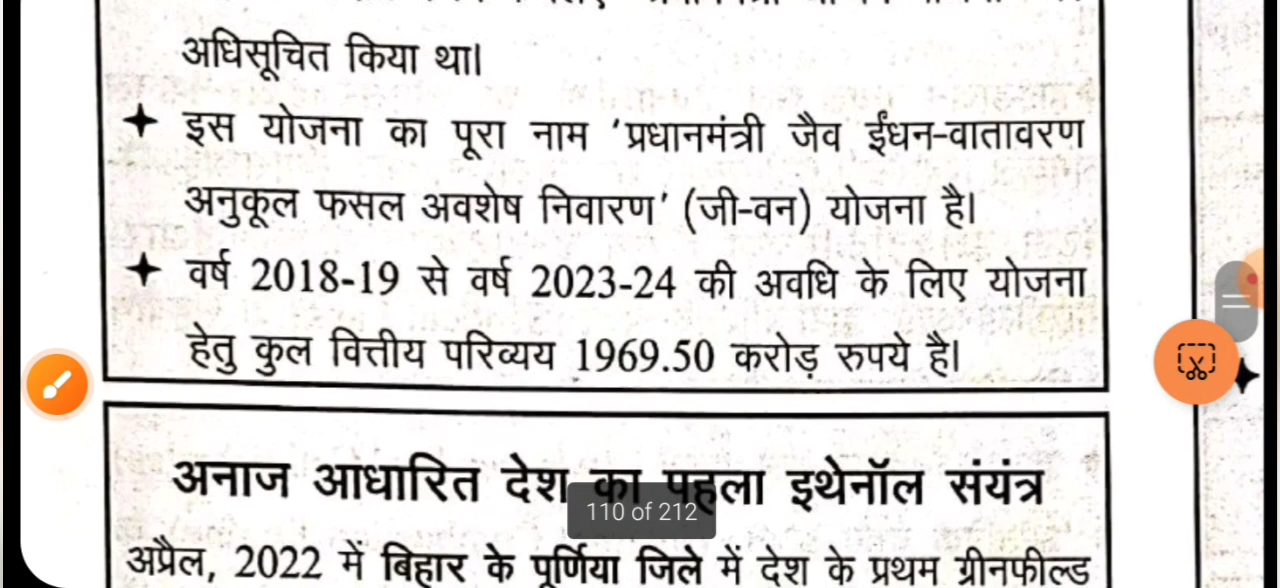 अधिसूचित किया था।
✦ इस योजना का पूरा नाम ‘प्रधानमंत्री जैव ईंधन-वातावरण
अनुकूल फसल अवशेष निवारण’ (जी-वन) योजना है।
✦ वर्ष 2018-19 से वर्ष 2023-24 की अवधि के लिए योजना
हेतु कुल वित्तीय परिव्यय 1969.50 करोड़ रुपये है।
अनाज आधारित देश का पहला इथेनॉल संयंत्र
110 of 212
अप्रैल, 2022 में बिहार के पूर्णिया जिले में देश के प्रथम ग्रीनफील्ड